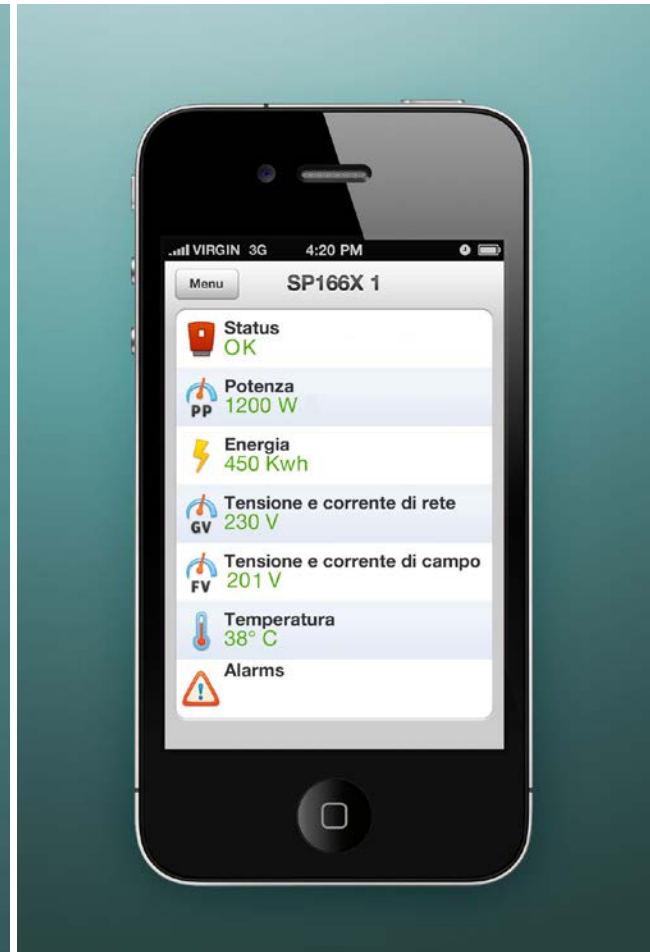 VIRGIN 3G 4:20 PM
Menu SP166X 1
Status
OK
Potenza
PP 1200 W
Energia
450 Kwh
Tensione e corrente di rete
GV 230 V
Tensione e corrente di campo
FV 201 V
Temperatura
38° C
Alarms